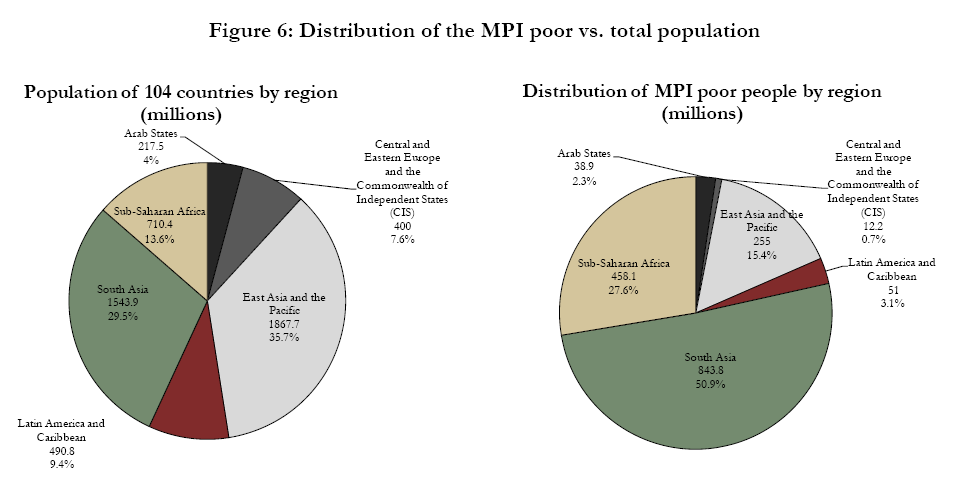 Figure 6: Distribution of the MPI poor vs. total population
Population of 104 countries by region
(millions)
Arab States
217.5
4%
Central and
Eastern Europe
and the
Commonwealth of
Independent States
(CIS)
400
7.6%
Sub-Saharan Africa
710.4
13.6%
South Asia
1543.9
29.5%
East Asia and the
Pacific
1867.7
35.7%
Latin America and
Caribbean
490.8
9.4%
Distribution of MPI poor people by region
(millions)
Arab States
38.9
2.3%
Central and
Eastern Europe
and the
Commonwealth of
Independent States
(CIS)
12.2
0.7%
East Asia and the
Pacific
255
15.4%
Latin America and
Caribbean
51
3.1%
Sub-Saharan Africa
458.1
27.6%
South Asia
843.8
50.9%